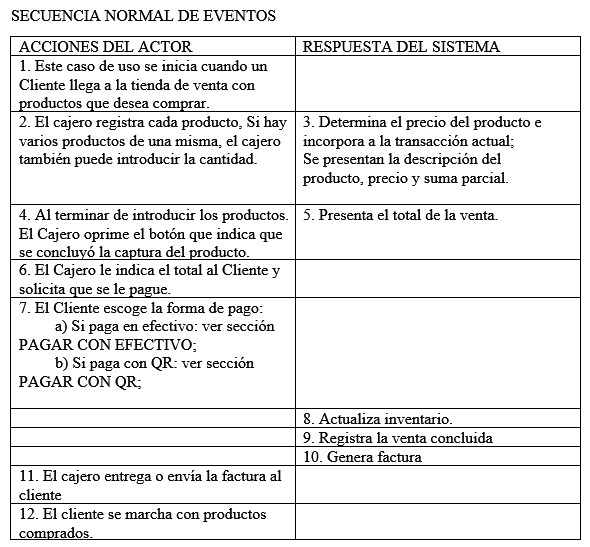 SECUENCIA NORMAL DE EVENTOS
ACCIONES DEL ACTOR
RESPUESTA DEL SISTEMA
1. Este caso de uso se inicia cuando un
Cliente llega a la tienda de venta con
productos que desea comprar.
2. El cajero registra cada producto, Si hay
varios productos de una misma, el cajero
también puede introducir la cantidad.
3. Determina el precio del producto e
incorpora a la transacción actual;
Se presentan la descripción del
producto, precio y suma parcial.
4. Al terminar de introducir los productos.
El Cajero oprime el botón que indica que
se concluyó la captura del producto.
5. Presenta el total de la venta.
6. El Cajero le indica el total al Cliente y
solicita que se le pague.
7. El Cliente escoge la forma de pago:
a) Si paga en efectivo: ver sección
PAGAR CON EFECTIVO;
b) Si paga con QR: ver sección
PAGAR CON QR;
8. Actualiza inventario.
9. Registra la venta concluida
10. Genera factura
11. El cajero entrega o envía la factura al
cliente
12. El cliente se marcha con productos
comprados.